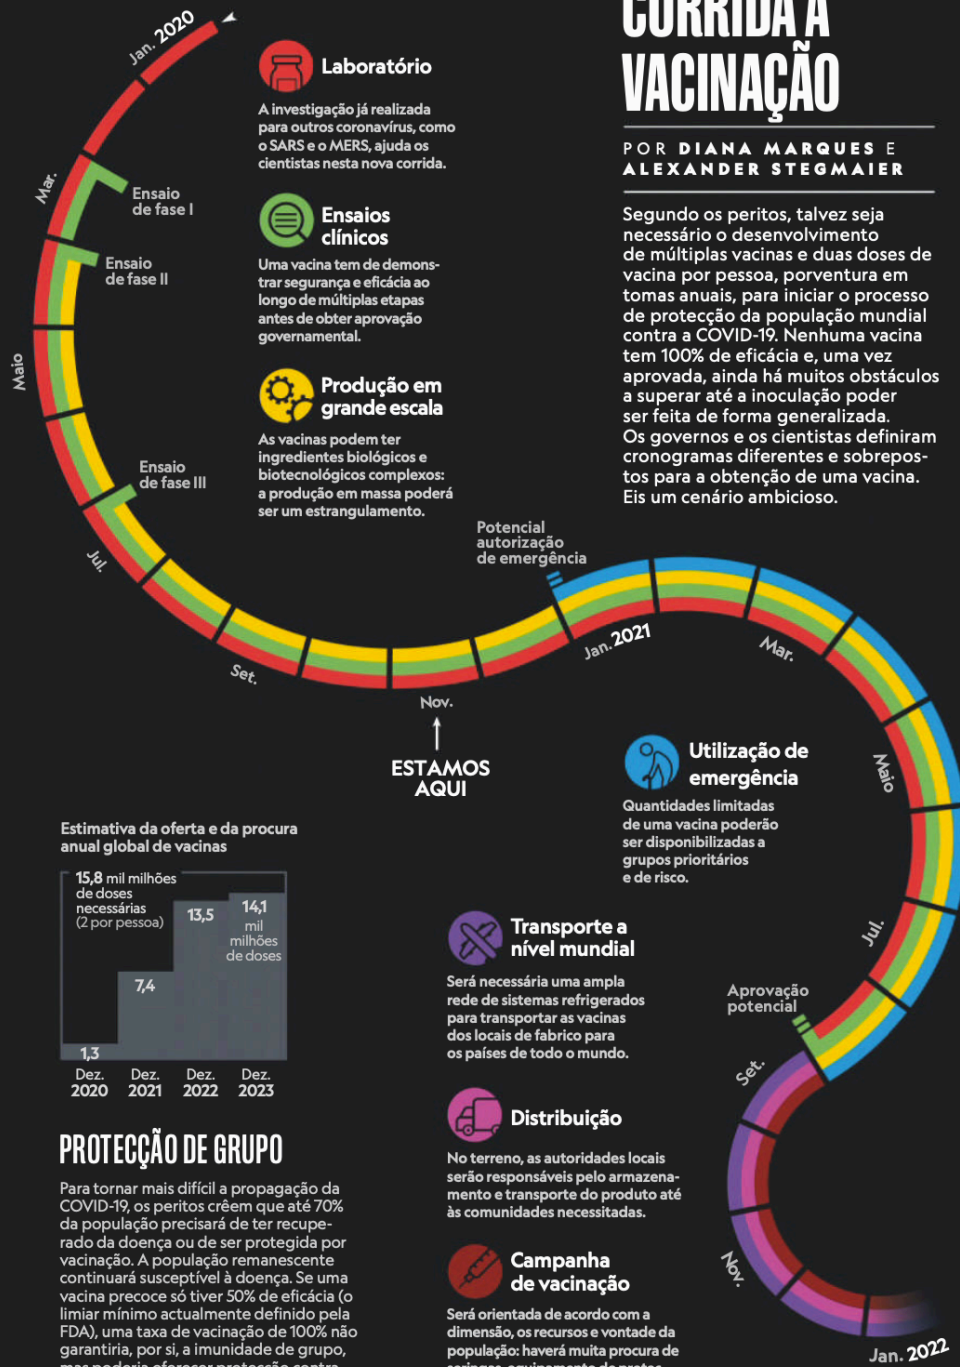 CORRIDA À
VACINAÇÃO
POR DIANA MARQUES E
ALEXANDER STEGMAIER
Segundo os peritos, talvez seja
necessário o desenvolvimento
de múltiplas vacinas e duas doses de
vacina por pessoa, porventura em
tomas anuais, para iniciar o processo
de protecção da população mundial
contra a COVID-19. Nenhuma vacina
tem 100% de eficácia e, uma vez
aprovada, ainda há muitos obstáculos
a superar até a inoculação poder
ser feita de forma generalizada.
Os governos e os cientistas definiram
cronogramas diferentes e sobrepos-
tos para a obtenção de uma vacina.
Eis um cenário ambicioso.
Jan. 2020
Laboratório
A investigação já realizada
para outros coronavírus, como
o SARS e o MERS, ajuda os
cientistas nesta nova corrida.
Mar.
Ensaio
de fase I
Ensaios
clínicos
Uma vacina tem de demons-
trar segurança e eficácia ao
longo de múltiplas etapas
antes de obter aprovação
governamental.
Ensaio
de fase II
Maio
Produção em
grande escala
As vacinas podem ter
ingredientes biológicos e
biotecnológicos complexos:
a produção em massa poderá
ser um estrangulamento.
Ensaio
de fase III
Jul.
Set.
Nov.
ESTAMOS
AQUI
Potencial
autorização
de emergência
Jan. 2021
Mar.
Maio
Jul.
Utilização de
emergência
Quantidades limitadas
de uma vacina poderão
ser disponibilizadas a
grupos prioritários
e de risco.
Aprovação
potencial
Set.
Nov.
Jan. 2022
Transporte a
nível mundial
Será necessária uma ampla
rede de sistemas refrigerados
para transportar as vacinas
dos locais de fabrico para
os países de todo o mundo.
Distribuição
No terreno, as autoridades locais
serão responsáveis pelo armazena-
mento e transporte do produto até
às comunidades necessitadas.
Campanha
de vacinação
Será orientada de acordo com a
dimensão, os recursos e vontade da
população: haverá muita procura de
Estimativa da oferta e da procura
anual global de vacinas
15,8 mil milhões
de doses
necessárias
(2 por pessoa)
1,3
7,4
13,5
14,1
mil
milhões
de doses
Dez.
2020
Dez.
2021
Dez.
2022
Dez.
2023
PROTECÇÃO DE GRUPO
Para tornar mais difícil a propagação da
COVID-19, os peritos crêem que até 70%
da população precisará de ter recupe-
rado da doença ou de ser protegida por
vacinação. A população remanescente
continuará susceptível à doença. Se uma
vacina precoce só tiver 50% de eficácia (o
limiar mínimo actualmente definido pela
FDA), uma taxa de vacinação de 100% não
garantiria, por si, a imunidade de grupo,